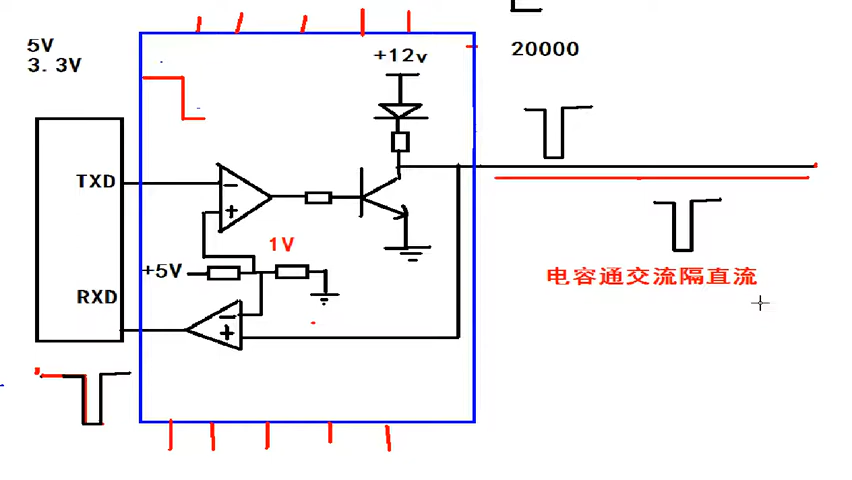 5V
3.3V
+12v
20000
TXD
−
+
1V
+5V
RXD
−
+
电容通交流隔直流